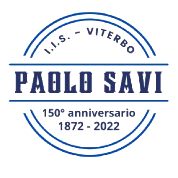 I.I.S. - VITERBO
PAOLO SAVI
150° anniversario
1872 - 2022